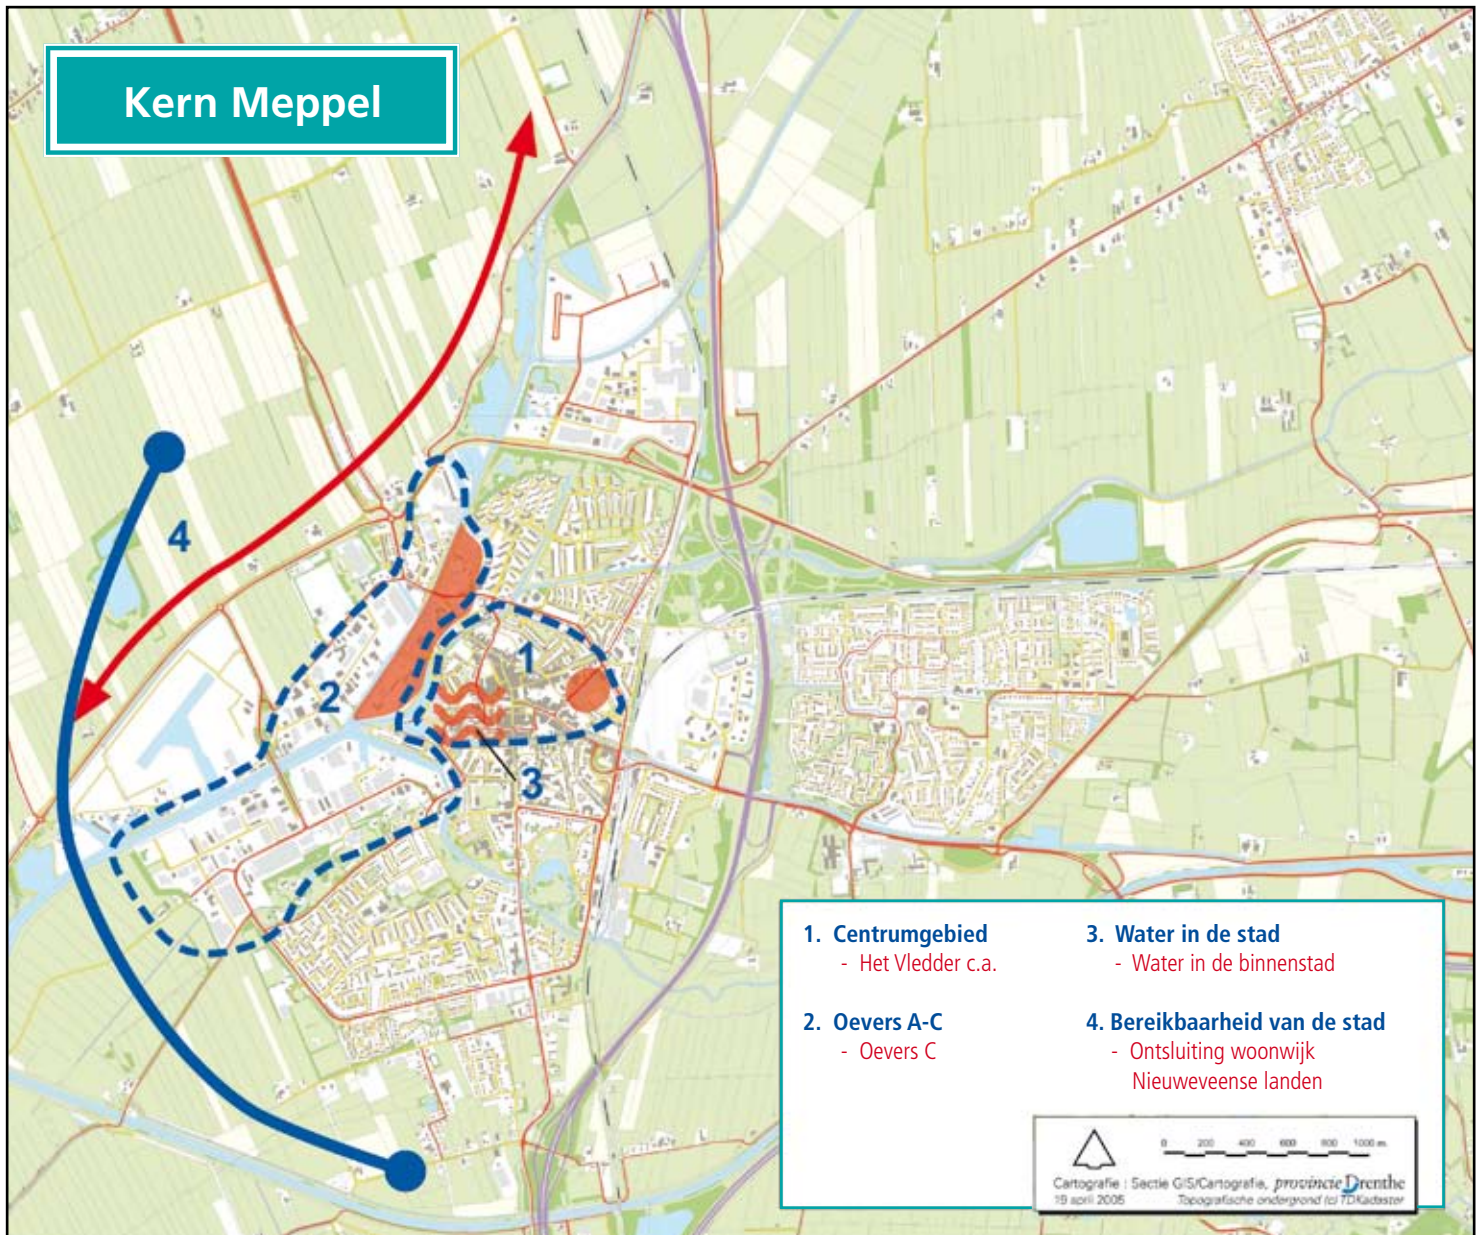 Kern Meppel
4
1
2
3
1. Centrumgebied
- Het Vledder c.a.
2. Oevers A-C
- Oevers C
3. Water in de stad
- Water in de binnenstad
4. Bereikbaarheid van de stad
- Ontsluiting woonwijk
Nieuweveense landen
0 200 400 600 800 1000 m.
Cartografie : Sectie GIS/Cartografie, provincie Drenthe
19 april 2005 Topografische ondergrond (c) TDKadaster